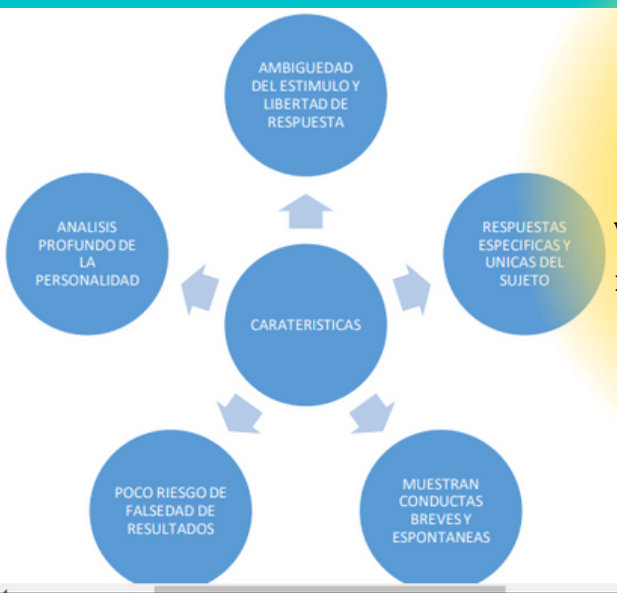 AMBIGUEDAD
DEL ESTIMULO Y
LIBERTAD DE
RESPUESTA
ANALISIS
PROFUNDO DE
LA
PERSONALIDAD
RESPUESTAS
ESPECIFICAS Y
UNICAS DEL
SUJETO
CARATERISTICAS
POCO RIESGO DE
FALSEDAD DE
RESULTADOS
MUESTRAN
CONDUCTAS
BREVES Y
ESPONTANEAS